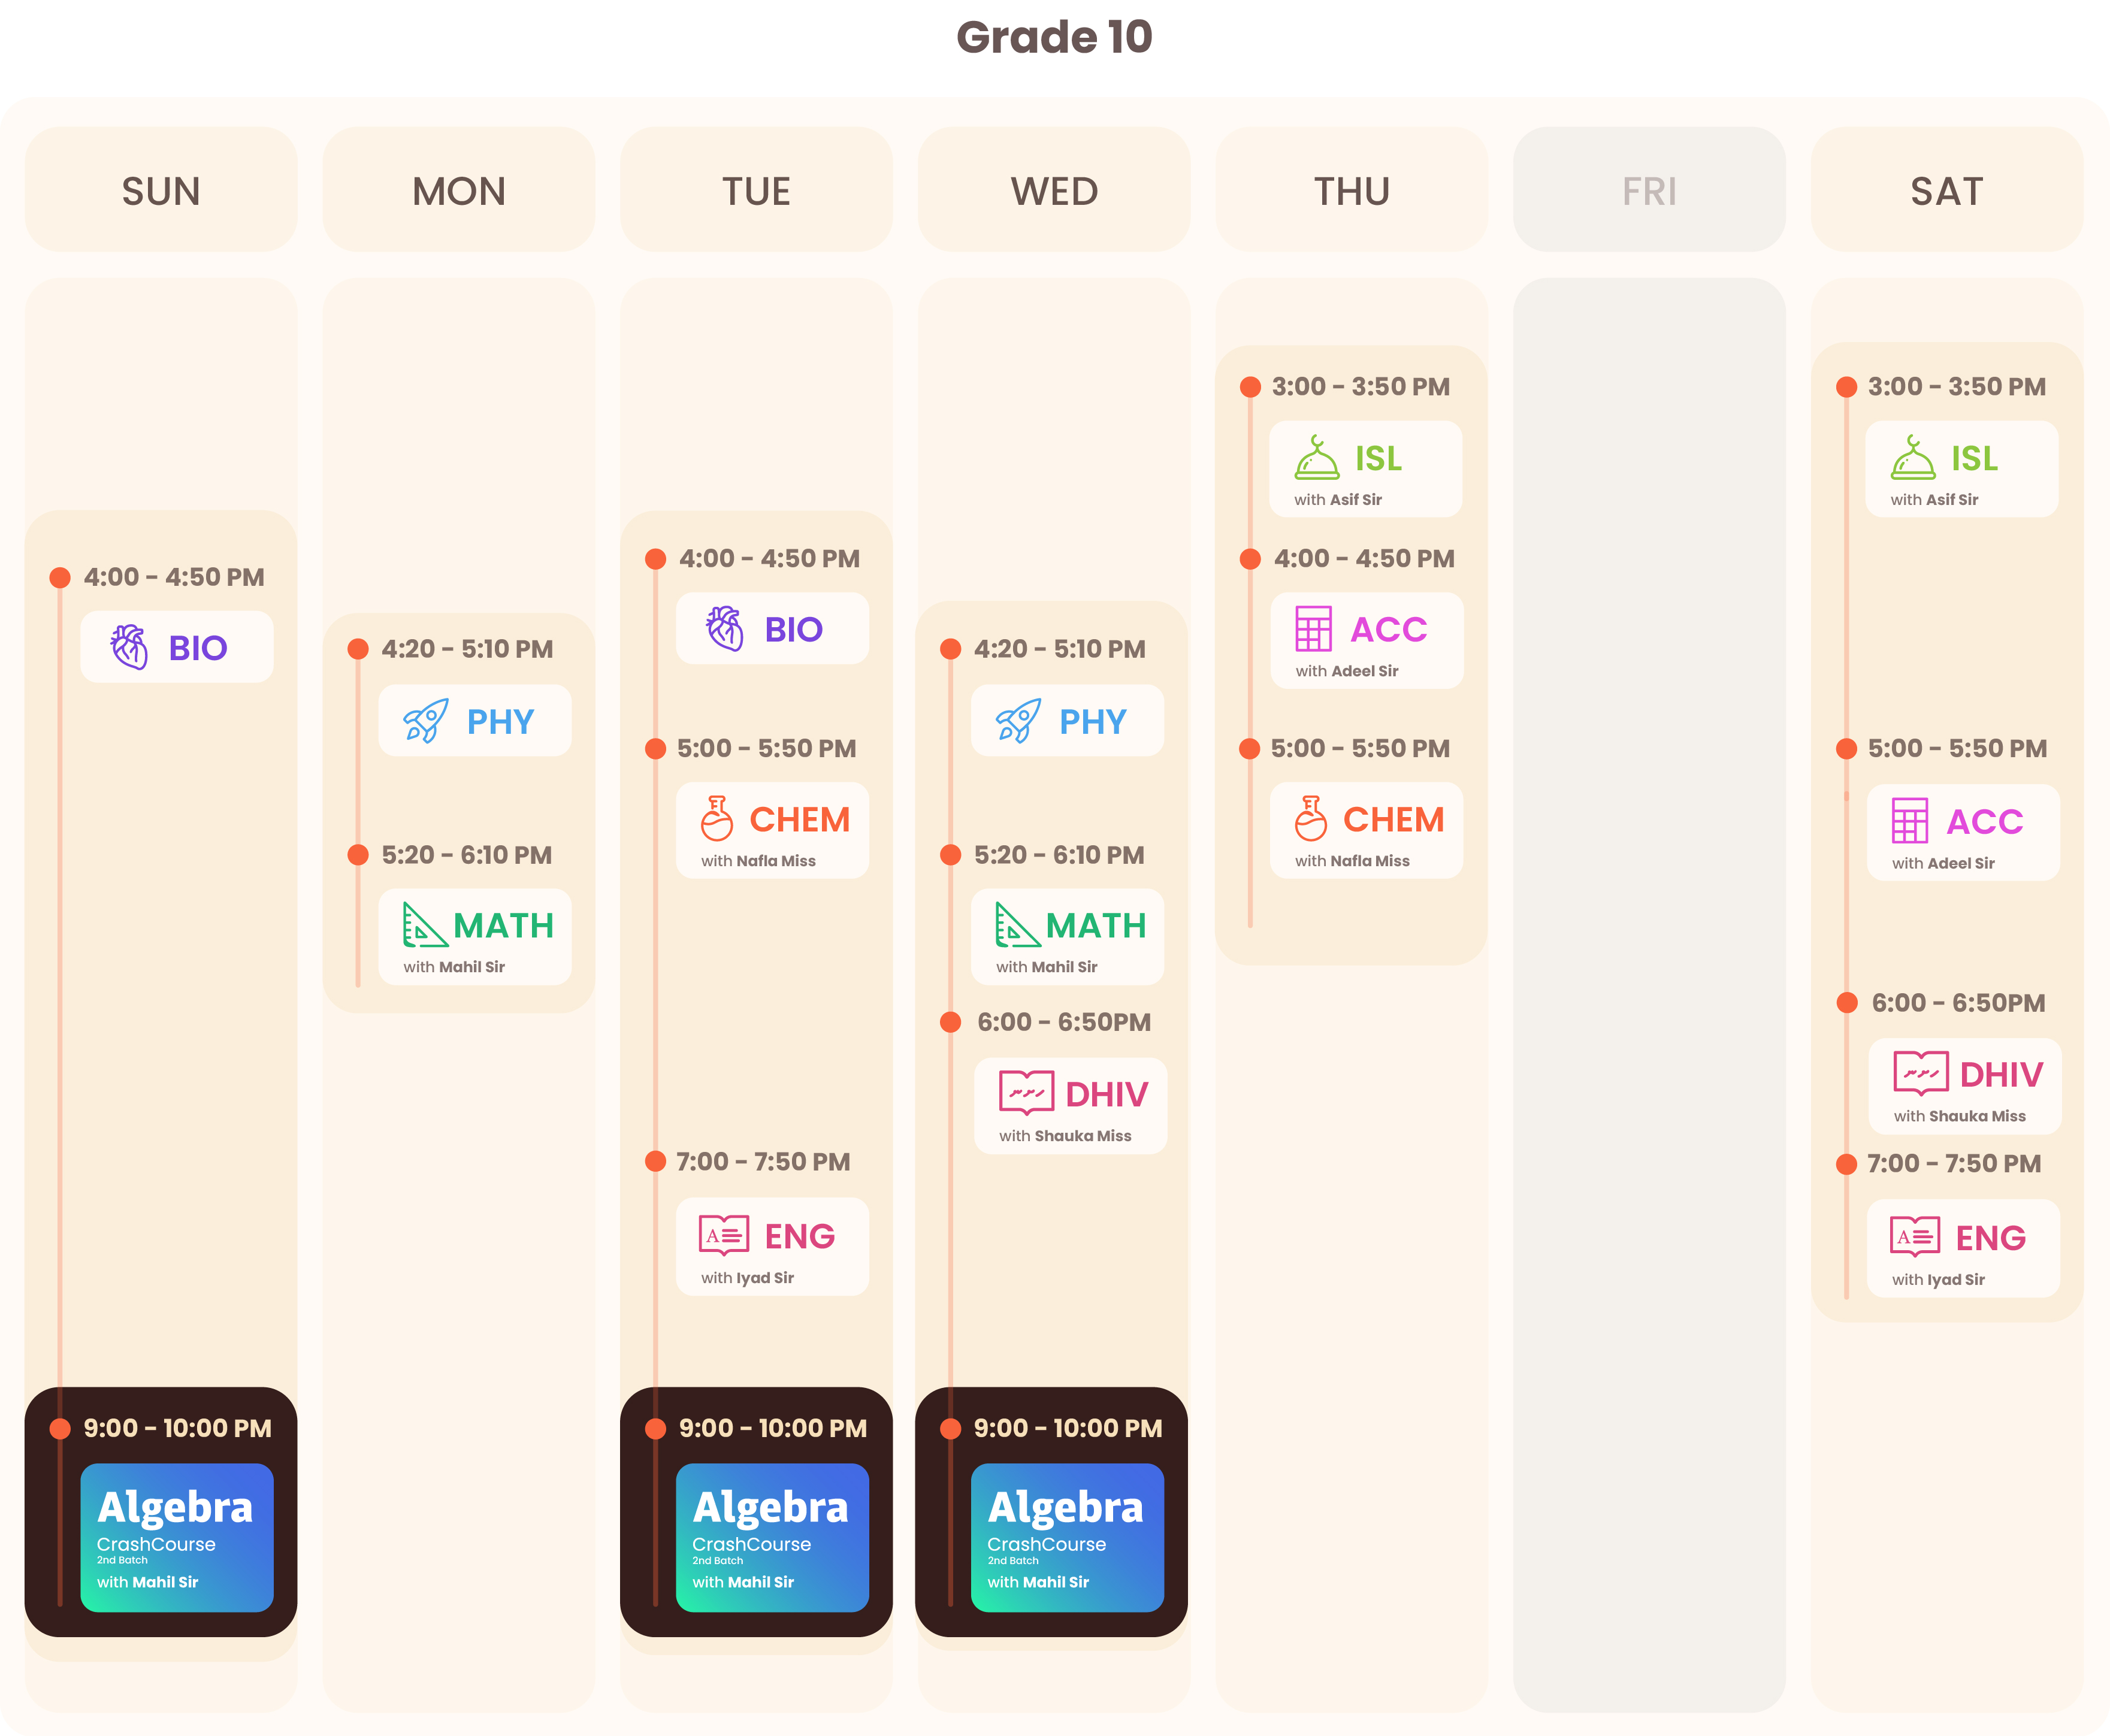 Grade 10
SUN
MON
TUE
WED
THU
FRI
SAT
4:00 - 4:50 PM
BIO
9:00 - 10:00 PM
Algebra
CrashCourse
2nd Batch
with Mahil Sir
4:20 - 5:10 PM
PHY
5:20 - 6:10 PM
MATH
with Mahil Sir
4:00 - 4:50 PM
BIO
5:00 - 5:50 PM
CHEM
with Nafla Miss
7:00 - 7:50 PM
A
ENG
with Iyad Sir
9:00 - 10:00 PM
Algebra
CrashCourse
2nd Batch
with Mahil Sir
4:20 - 5:10 PM
PHY
5:20 - 6:10 PM
MATH
with Mahil Sir
6:00 - 6:50PM
DHIV
with Shauka Miss
9:00 - 10:00 PM
Algebra
CrashCourse
2nd Batch
with Mahil Sir
3:00 - 3:50 PM
ISL
with Asif Sir
4:00 - 4:50 PM
ACC
with Adeel Sir
5:00 - 5:50 PM
CHEM
with Nafla Miss
3:00 - 3:50 PM
ISL
with Asif Sir
5:00 - 5:50 PM
ACC
with Adeel Sir
6:00 - 6:50PM
DHIV
with Shauka Miss
7:00 - 7:50 PM
A
ENG
with Iyad Sir